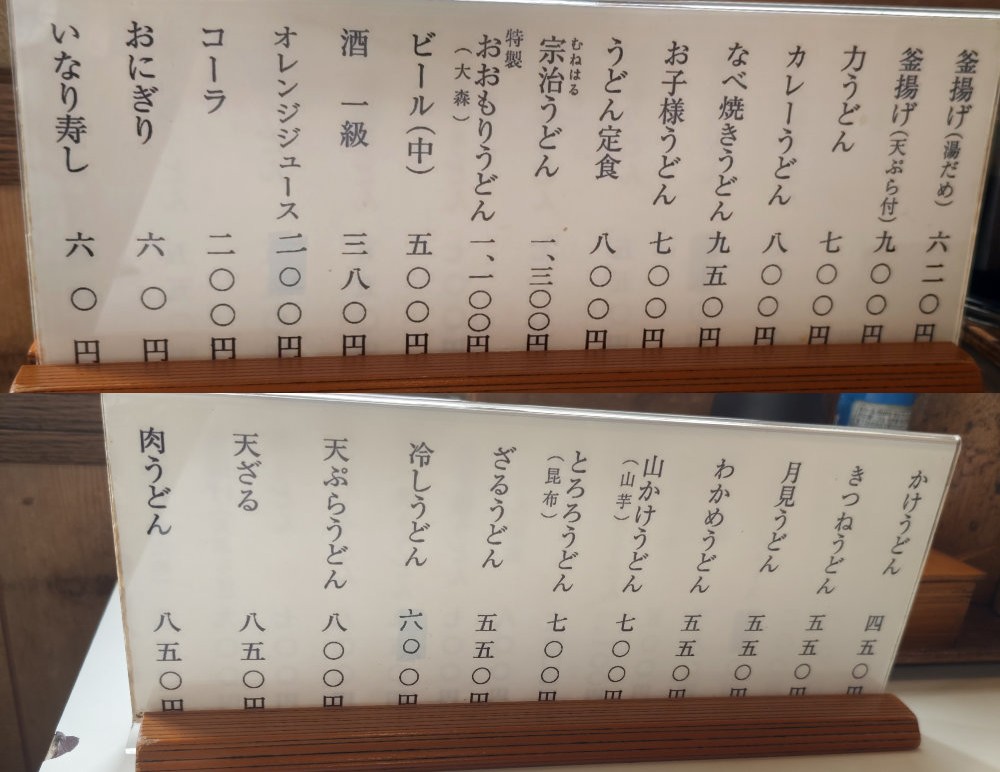 釜揚げ(湯だめ) 六二〇円
釜揚げ(天ぷら付) 九〇〇円
力うどん 七〇〇円
カレーうどん 八〇〇円
なべ焼きうどん 九五〇円
お子様うどん 七〇〇円
うどん定食 八〇〇円
むねはる
宗治うどん 一、三〇〇円
特製
おおもりうどん 一、一〇〇円
(大森)
ビール(中) 五〇〇円
酒 一級 三八〇円
オレンジジュース 二〇〇円
コーラ 二〇〇円
おにぎり 六〇円
いなり寿し 六〇円
かけうどん 四五〇円
きつねうどん 五五〇円
月見うどん 五五〇円
わかめうどん 五五〇円
山かけうどん 七〇〇円
(山芋)
とろろうどん 七〇〇円
(昆布)
ざるうどん 五五〇円
冷しうどん 六〇〇円
天ぷらうどん 八〇〇円
天ざる 八五〇円
肉うどん 八五〇円